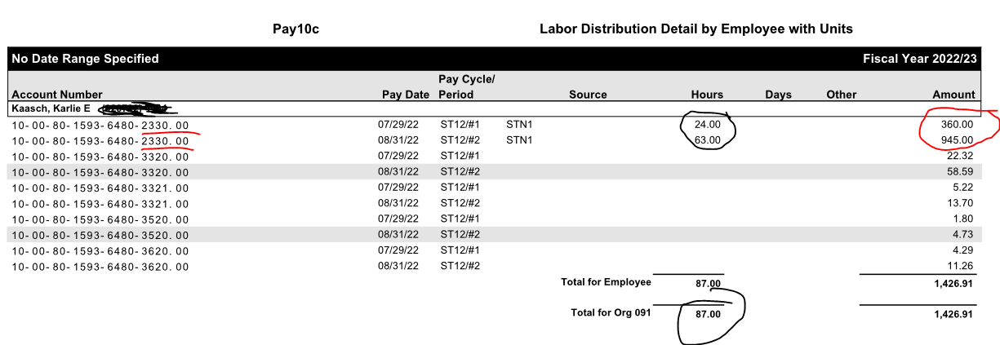 Pay10c Labor Distribution Detail by Employee with Units
No Date Range Specified Fiscal Year 2022/23
Pay Cycle/
Account Number Pay Date Period Source Hours Days Other Amount
Kaasch, Karlie E
10-00-80-1593-6480-2330.00 07/29/22 ST12/#1 STN1 24.00 360.00
10-00-80-1593-6480-2330.00 08/31/22 ST12/#2 STN1 63.00 945.00
10-00-80-1593-6480-3320.00 07/29/22 ST12/#1 22.32
10-00-80-1593-6480-3320.00 08/31/22 ST12/#2 58.59
10-00-80-1593-6480-3321.00 07/29/22 ST12/#1 5.22
10-00-80-1593-6480-3321.00 08/31/22 ST12/#2 13.70
10-00-80-1593-6480-3520.00 07/29/22 ST12/#1 1.80
10-00-80-1593-6480-3520.00 08/31/22 ST12/#2 4.73
10-00-80-1593-6480-3620.00 07/29/22 ST12/#1 4.29
10-00-80-1593-6480-3620.00 08/31/22 ST12/#2 11.26
Total for Employee 87.00 1,426.91
Total for Org 091 87.00 1,426.91